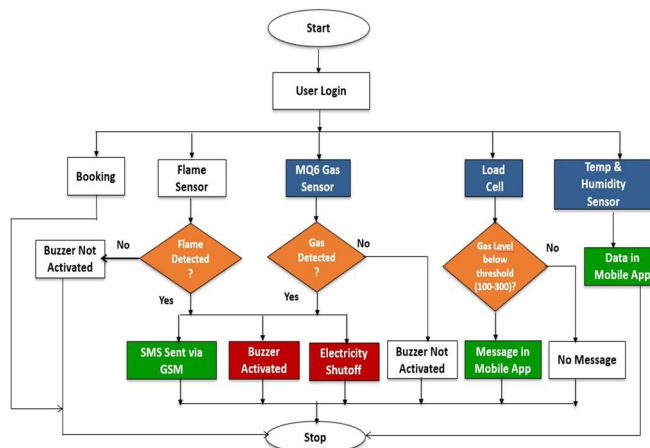 Start
User Login
Booking
Flame
Sensor
MQ6 Gas
Sensor
Load
Cell
Temp &
Humidity
Sensor
Buzzer Not
Activated
No
Flame
Detected
?
Gas
Detected
?
No
Gas Level
below
threshold
(100-300)?
No
Data in
Mobile App
Yes
Yes
SMS Sent via
GSM
Buzzer
Activated
Electricity
Shutoff
Buzzer Not
Activated
Message in
Mobile App
No Message
Stop